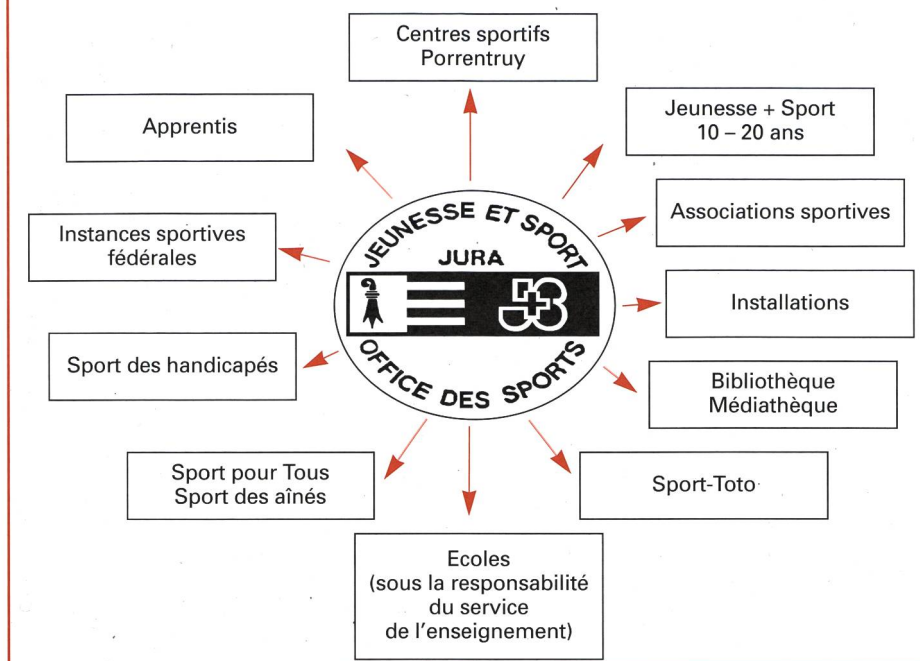 Centres sportifs
Porrentruy
Jeunesse + Sport
10 – 20 ans
Apprentis
Associations sportives
Instances sportives
fédérales
JEUNESSE ET SPORT
JURA
J+S
OFFICE DES SPORTS
Installations
Sport des handicapés
Bibliothèque
Médiathèque
Sport pour Tous
Sport des aînés
Sport-Toto
Ecoles
(sous la responsabilité
du service
de l'enseignement)